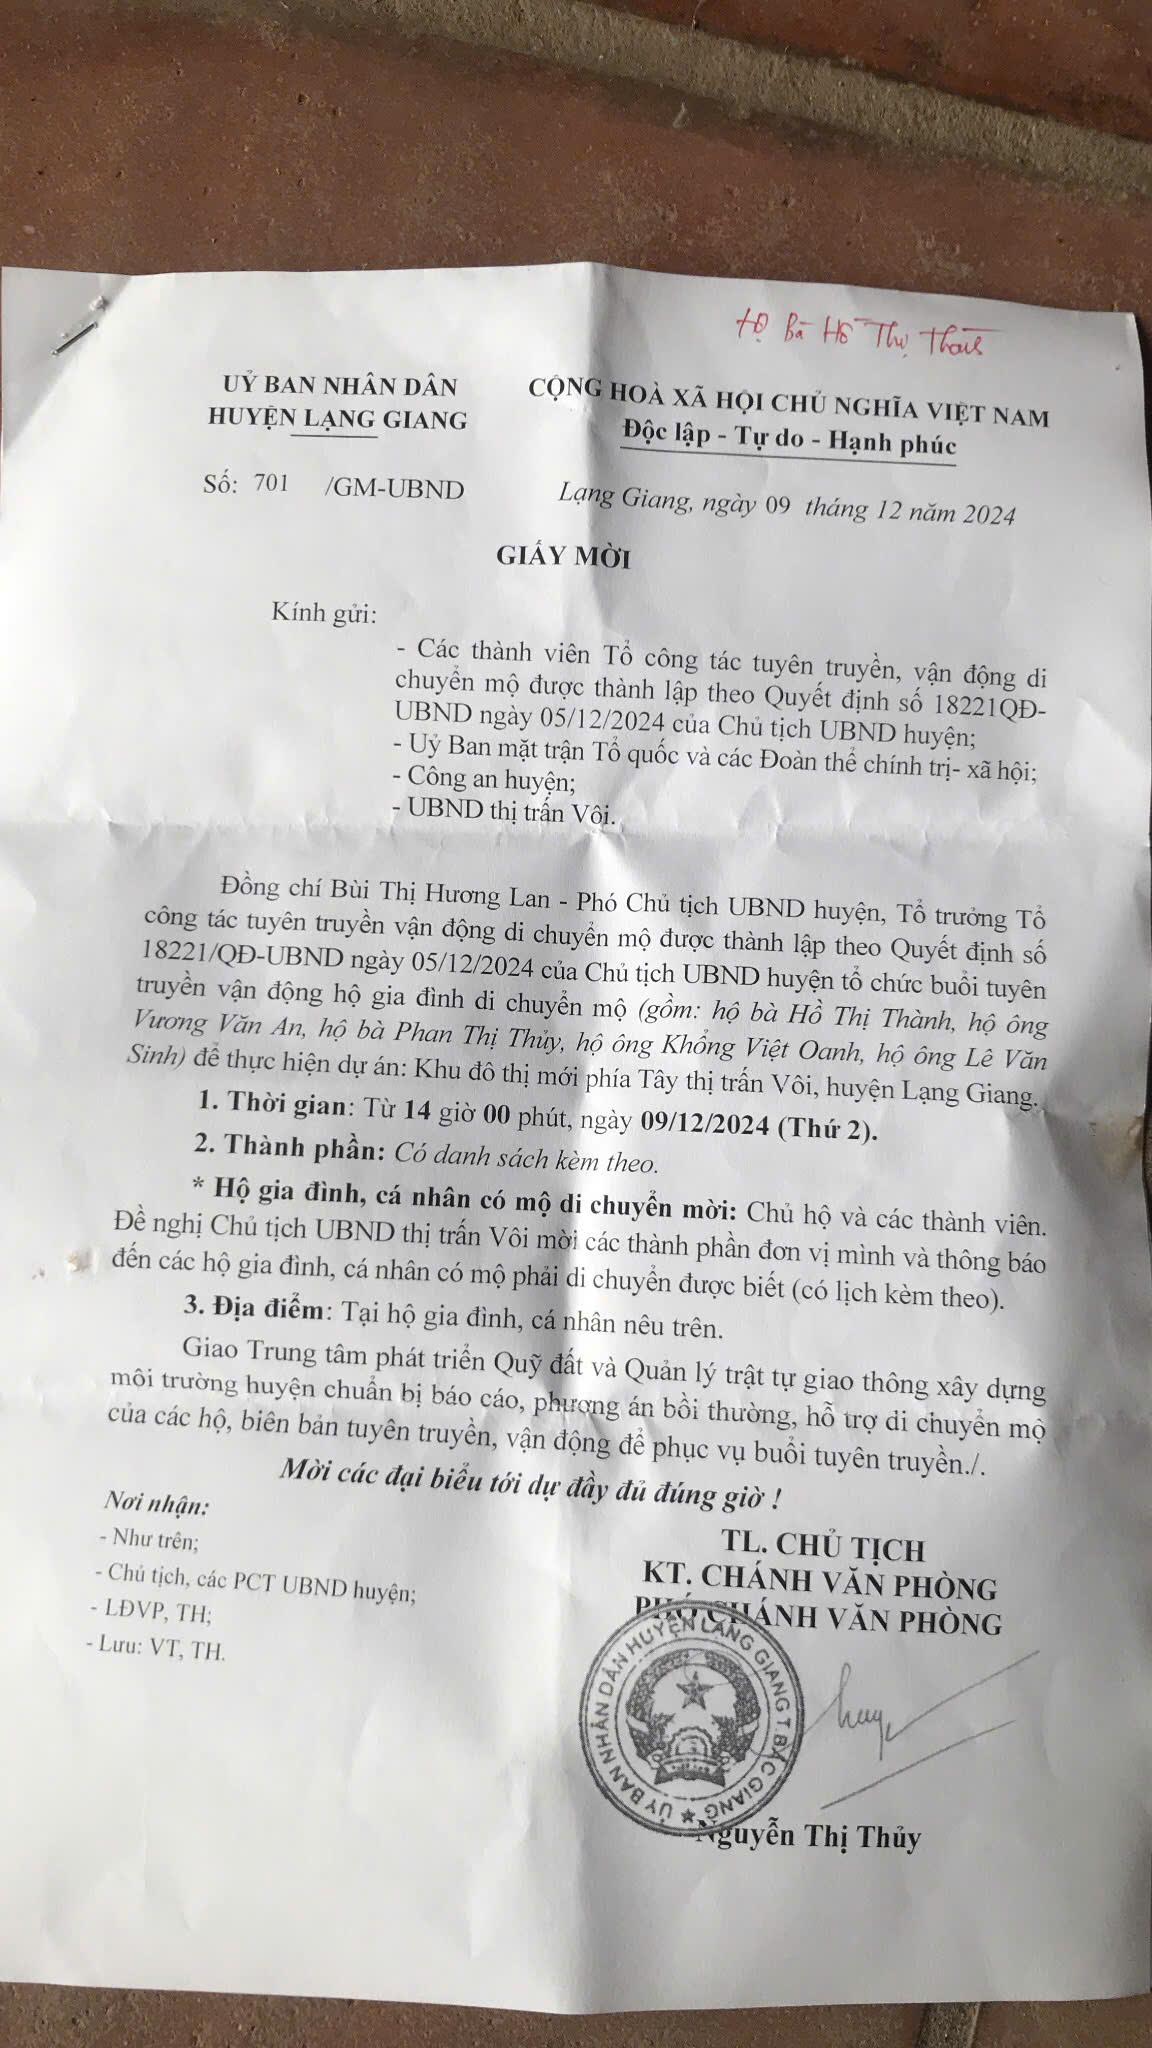 Hộ Bà Hồ Thị Thành
UỶ BAN NHÂN DÂN
HUYỆN LẠNG GIANG
CỘNG HOÀ XÃ HỘI CHỦ NGHĨA VIỆT NAM
Độc lập - Tự do - Hạnh phúc
Số: 701 /GM-UBND
Lạng Giang, ngày 09 tháng 12 năm 2024
GIẤY MỜI
Kính gửi:
- Các thành viên Tổ công tác tuyên truyền, vận động di
chuyển mộ được thành lập theo Quyết định số 18221QĐ-
UBND ngày 05/12/2024 của Chủ tịch UBND huyện;
- Uỷ Ban mặt trận Tổ quốc và các Đoàn thể chính trị- xã hội;
- Công an huyện;
- UBND thị trấn Vôi.
Đồng chí Bùi Thị Hương Lan - Phó Chủ tịch UBND huyện, Tổ trưởng Tổ
công tác tuyên truyền vận động di chuyển mộ được thành lập theo Quyết định số
18221/QĐ-UBND ngày 05/12/2024 của Chủ tịch UBND huyện tổ chức buổi tuyên
truyền vận động hộ gia đình di chuyển mộ (gồm: hộ bà Hồ Thị Thành, hộ ông
Vương Văn An, hộ bà Phan Thị Thủy, hộ ông Khổng Việt Oanh, hộ ông Lê Văn
Sinh) để thực hiện dự án: Khu đô thị mới phía Tây thị trấn Vôi, huyện Lạng Giang.
1. Thời gian: Từ 14 giờ 00 phút, ngày 09/12/2024 (Thứ 2).
2. Thành phần: Có danh sách kèm theo.
* Hộ gia đình, cá nhân có mộ di chuyển mời: Chủ hộ và các thành viên.
Đề nghị Chủ tịch UBND thị trấn Vôi mời các thành phần đơn vị mình và thông báo
đến các hộ gia đình, cá nhân có mộ phải di chuyển được biết (có lịch kèm theo).
3. Địa điểm: Tại hộ gia đình, cá nhân nêu trên.
Giao Trung tâm phát triển Quỹ đất và Quản lý trật tự giao thông xây dựng
môi trường huyện chuẩn bị báo cáo, phương án bồi thường, hỗ trợ di chuyển mộ
của các hộ, biên bản tuyên truyền, vận động để phục vụ buổi tuyên truyền./.
Mời các đại biểu tới dự đầy đủ đúng giờ !
Nơi nhận:
- Như trên;
- Chủ tịch, các PCT UBND huyện;
- LĐVP, TH;
- Lưu: VT, TH.
TL. CHỦ TỊCH
KT. CHÁNH VĂN PHÒNG
PHÓ CHÁNH VĂN PHÒNG
ỦY BAN NHÂN DÂN HUYỆN LẠNG GIANG T.BẮC GIANG
Nguyễn Thị Thủy